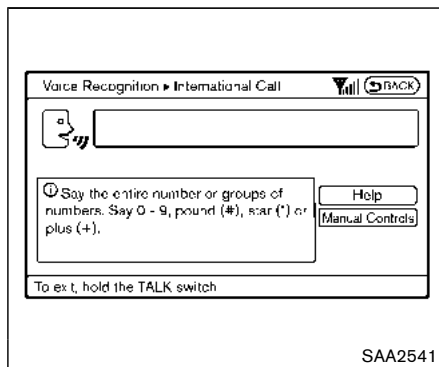 Voice Recognition ▸ International Call BACK
ⓘ Say the entire number or groups of
numbers. Say 0 - 9, pound (#), star (*) or
plus (+).
Help
Manual Controls
To exit, hold the TALK switch
SAA2541